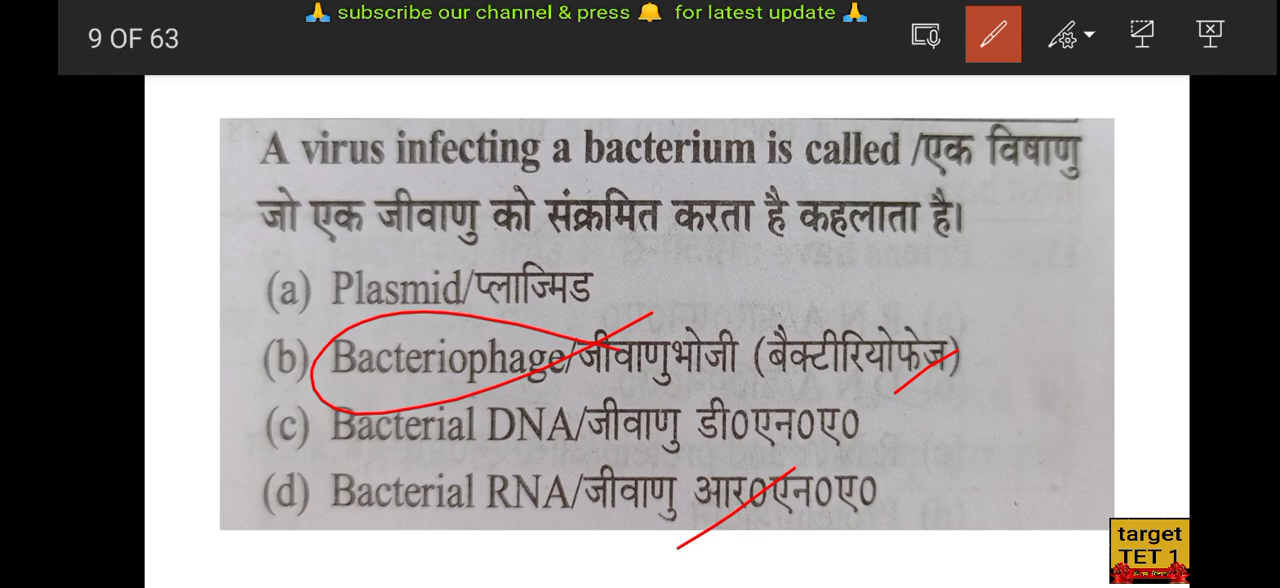 🙏 subscribe our channel & press 🔔 for latest update 🙏
9 OF 63
A virus infecting a bacterium is called /एक विषाणु
जो एक जीवाणु को संक्रमित करता है कहलाता है।
(a) Plasmid/प्लाज्मिड
(b) Bacteriophage/जीवाणुभोजी (बैक्टीरियोफेज)
(c) Bacterial DNA/जीवाणु डी0एन0ए0
(d) Bacterial RNA/जीवाणु आर0एन0ए0
target
TET 1